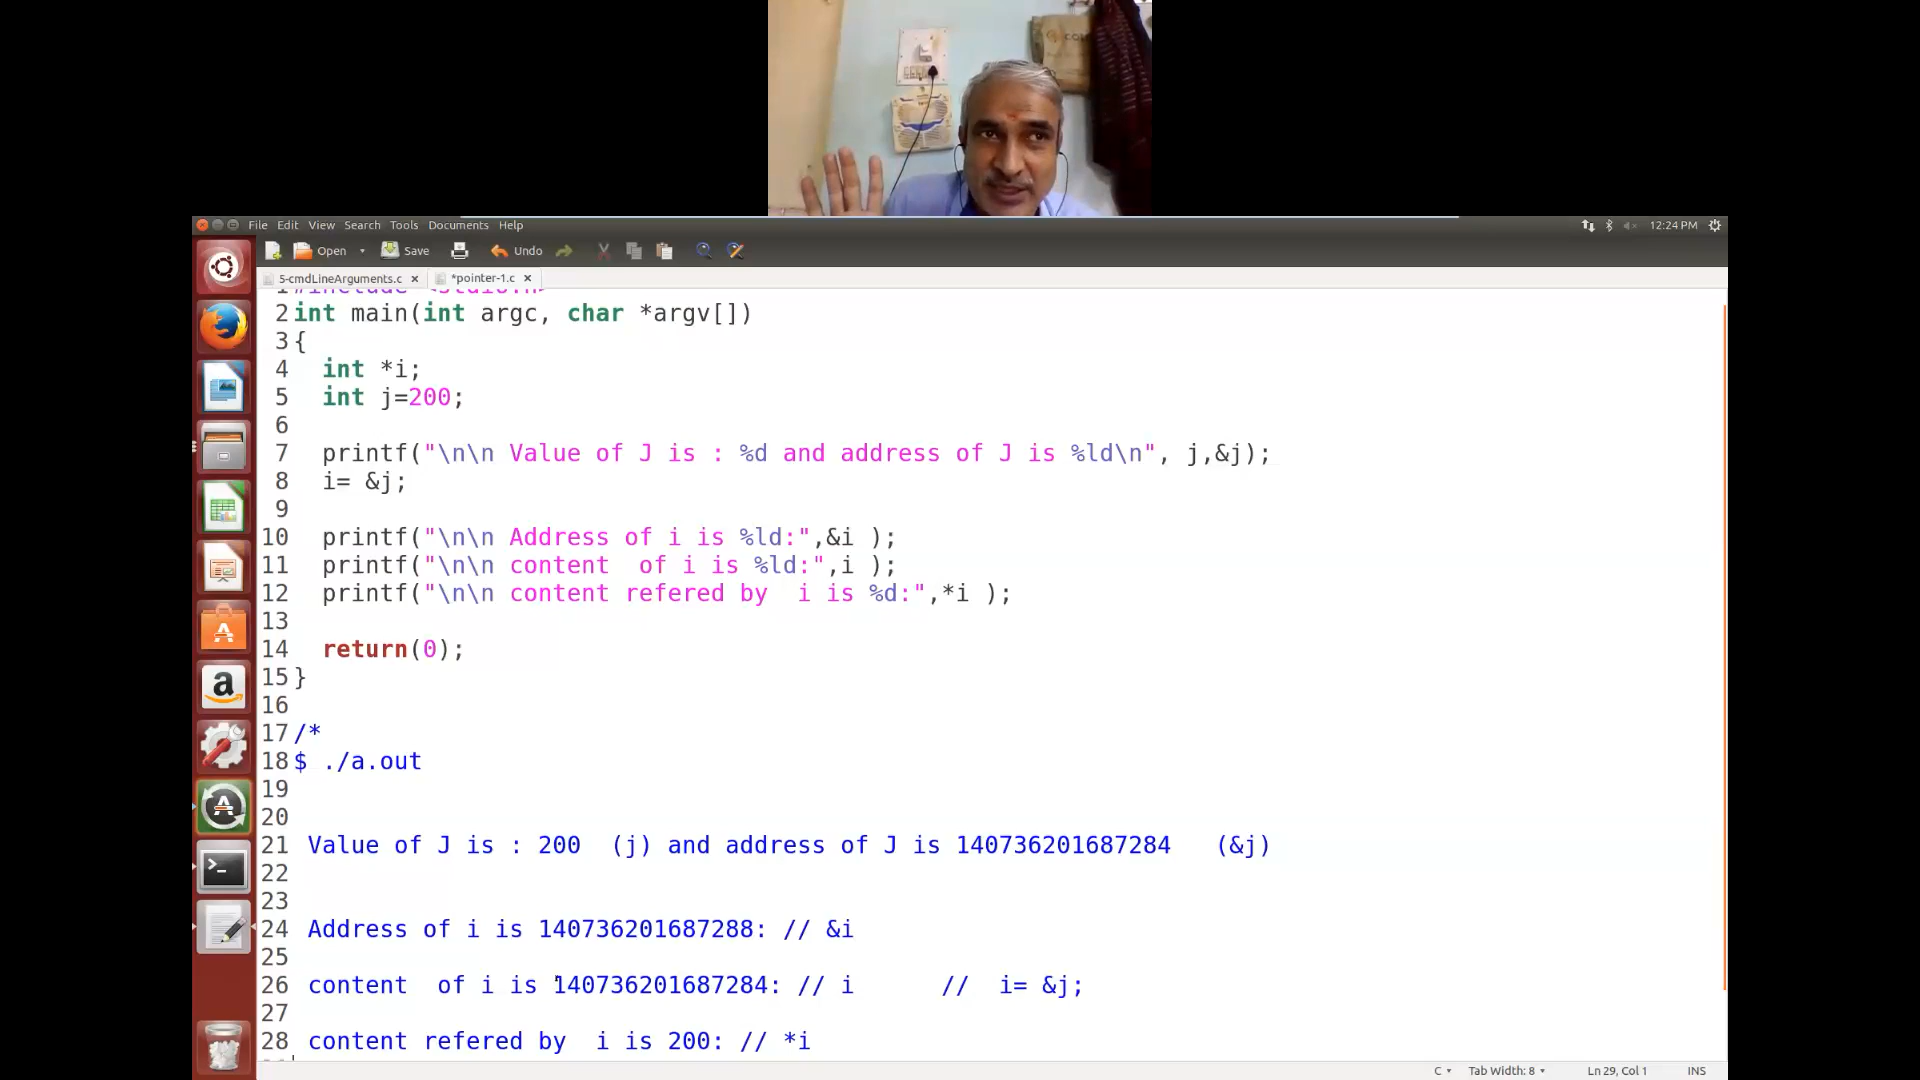 File Edit View Search Tools Documents Help 12:24 PM
Open Save Undo
5-cmdLineArguments.c × *pointer-1.c ×
1 #include <stdio.h>
2 int main(int argc, char *argv[])
3 {
4 int *i;
5 int j=200;
6
7 printf("\n\n Value of J is : %d and address of J is %ld\n", j,&j);
8 i= &j;
9
10 printf("\n\n Address of i is %ld:",&i );
11 printf("\n\n content  of i is %ld:",i );
12 printf("\n\n content refered by  i is %d:",*i );
13
14 return(0);
15 }
16
17 /*
18 $ ./a.out
19
20
21 Value of J is : 200  (j) and address of J is 140736201687284   (&j)
22
23
24 Address of i is 140736201687288: // &i
25
26 content  of i is 140736201687284: // i      //  i= &j;
27
28 content refered by  i is 200: // *i
C Tab Width: 8 Ln 29, Col 1 INS